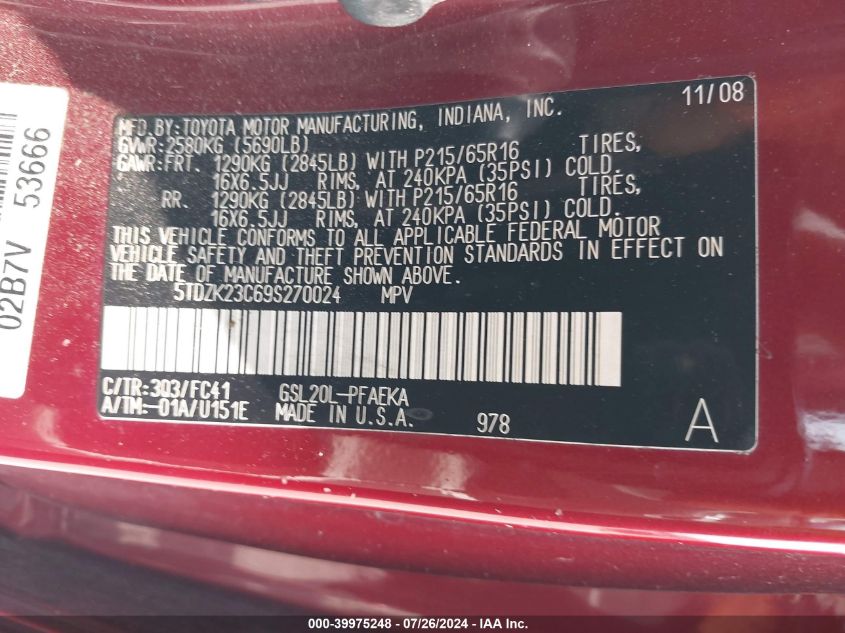 02B7V 53666
11/08
MFD.BY:TOYOTA MOTOR MANUFACTURING, INDIANA, INC.
GVWR:2580KG (5690LB)
GAWR:FRT. 1290KG (2845LB) WITH P215/65R16 TIRES,
16X6.5JJ RIMS, AT 240KPA (35PSI) COLD.
RR. 1290KG (2845LB) WITH P215/65R16 TIRES,
16X6.5JJ RIMS, AT 240KPA (35PSI) COLD.
THIS VEHICLE CONFORMS TO ALL APPLICABLE FEDERAL MOTOR
VEHICLE SAFETY AND THEFT PREVENTION STANDARDS IN EFFECT ON
THE DATE OF MANUFACTURE SHOWN ABOVE.
5TDZK23C69S270024 MPV
C/TR:3Q3/FC41 GSL20L-PFAEKA
A/TM:-01A/U151E MADE IN U.S.A. 978 A
000-39975248 - 07/26/2024 - IAA Inc.